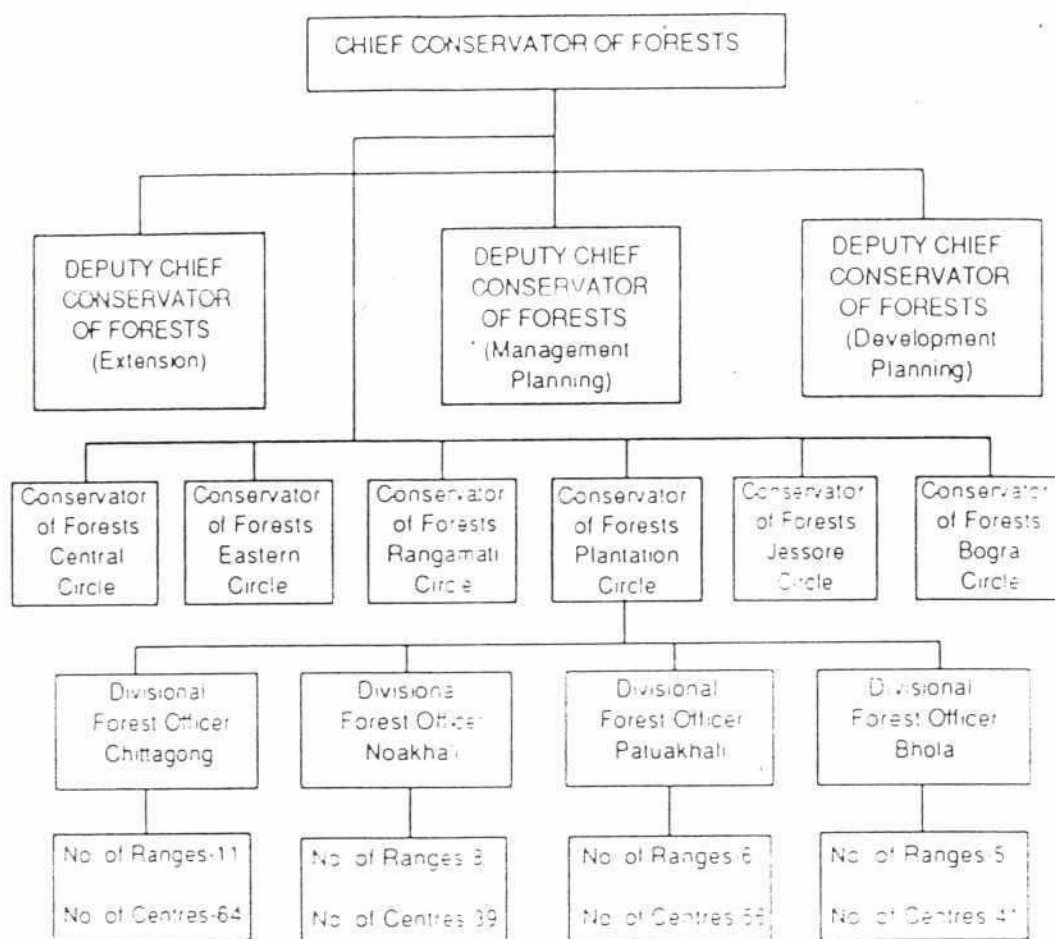 CHIEF CONSERVATOR OF FORESTS
DEPUTY CHIEF
CONSERVATOR
OF FORESTS
(Extension)
DEPUTY CHIEF
CONSERVATOR
OF FORESTS
(Management
Planning)
DEPUTY CHIEF
CONSERVATOR
OF FORESTS
(Development
Planning)
Conservator
of Forests
Central
Circle
Conservator
of Forests
Eastern
Circle
Conservator
of Forests
Rangamati
Circle
Conservator
of Forests
Plantation
Circle
Conservator
of Forests
Jessore
Circle
Conservator
of Forests
Bogra
Circle
Divisional
Forest Officer
Chittagong
Divisional
Forest Officer
Noakhali
Divisional
Forest Officer
Patuakhali
Divisional
Forest Officer
Bhola
No. of Ranges-11
No. of Centres-64
No. of Ranges
No. of Centres-39
No. of Ranges-6
No. of Centres
No. of Ranges-5
No. of Centres-41